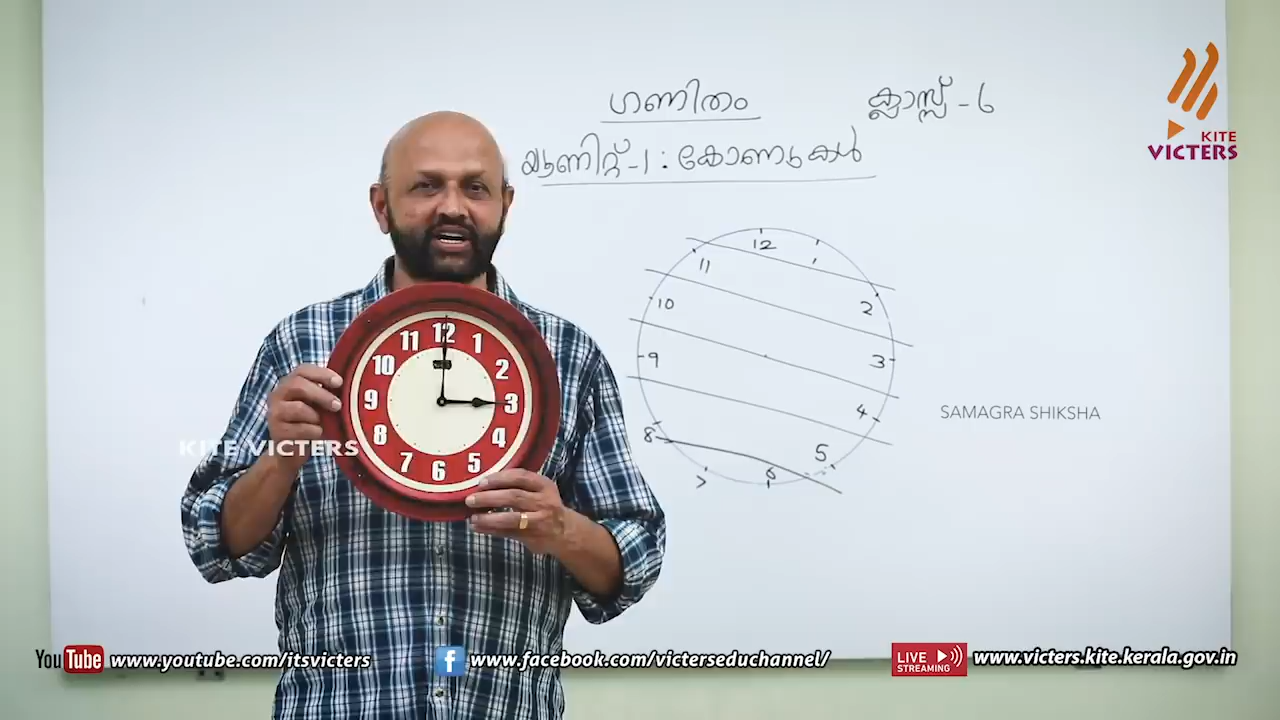 ഗണിതം ക്ലാസ്സ് - 6
യൂണിറ്റ് - 1 : കോണുകൾ
KITE
VICTERS
12
11 1
10 2
9 3
8 4
7 5
6
12
11 1
10 2
9 3
8 4
7 5
6
SAMAGRA SHIKSHA
KITE VICTERS
YouTube www.youtube.com/itsvicters
f www.facebook.com/victerseduchannel/
LIVE STREAMING www.victers.kite.kerala.gov.in